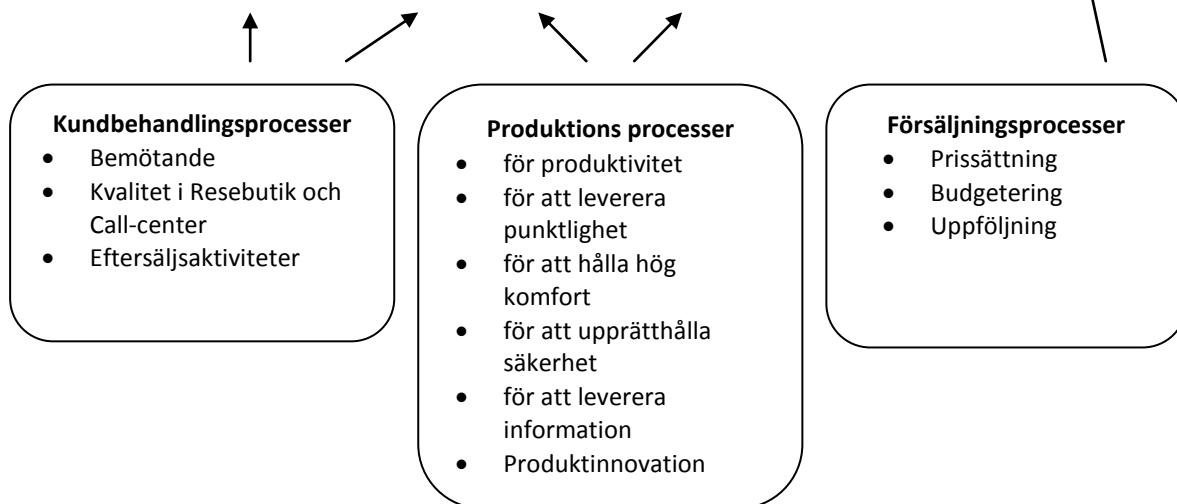 Kundbehandlingsprocesser
• Bemötande
• Kvalitet i Resebutik och
Call-center
• Eftersäljsaktiviteter
Produktions processer
• för produktivitet
• för att leverera
punktlighet
• för att hålla hög
komfort
• för att upprätthålla
säkerhet
• för att leverera
information
• Produktinnovation
Försäljningsprocesser
• Prissättning
• Budgetering
• Uppföljning